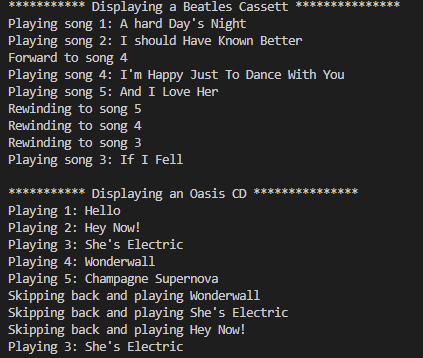 *********** Displaying a Beatles Cassett ***************
Playing song 1: A hard Day's Night
Playing song 2: I should Have Known Better
Forward to song 4
Playing song 4: I'm Happy Just To Dance With You
Playing song 5: And I Love Her
Rewinding to song 5
Rewinding to song 4
Rewinding to song 3
Playing song 3: If I Fell

*********** Displaying an Oasis CD ***************
Playing 1: Hello
Playing 2: Hey Now!
Playing 3: She's Electric
Playing 4: Wonderwall
Playing 5: Champagne Supernova
Skipping back and playing Wonderwall
Skipping back and playing She's Electric
Skipping back and playing Hey Now!
Playing 3: She's Electric